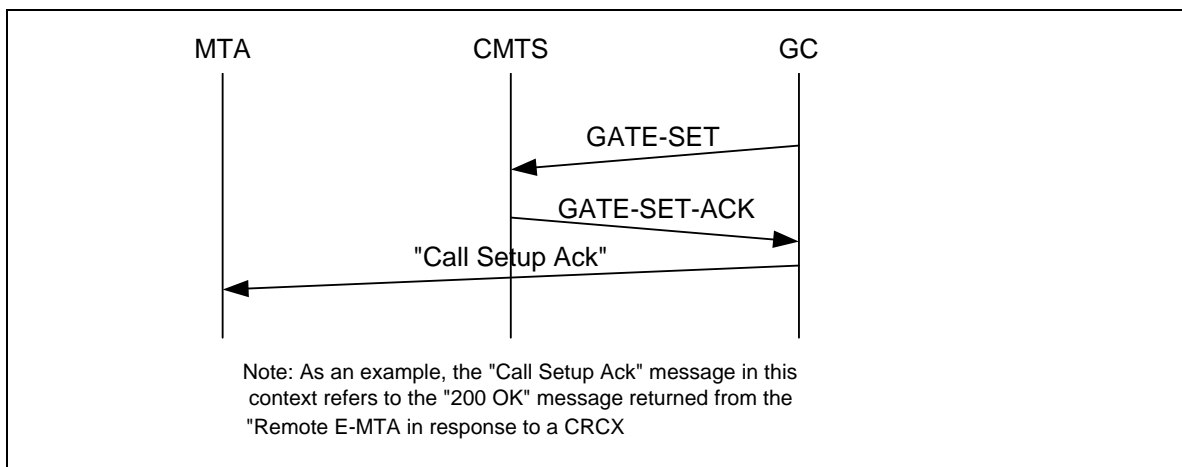 MTA CMTS GC
GATE-SET
GATE-SET-ACK
"Call Setup Ack"
Note: As an example, the "Call Setup Ack" message in this
context refers to the "200 OK" message returned from the
"Remote E-MTA in response to a CRCX